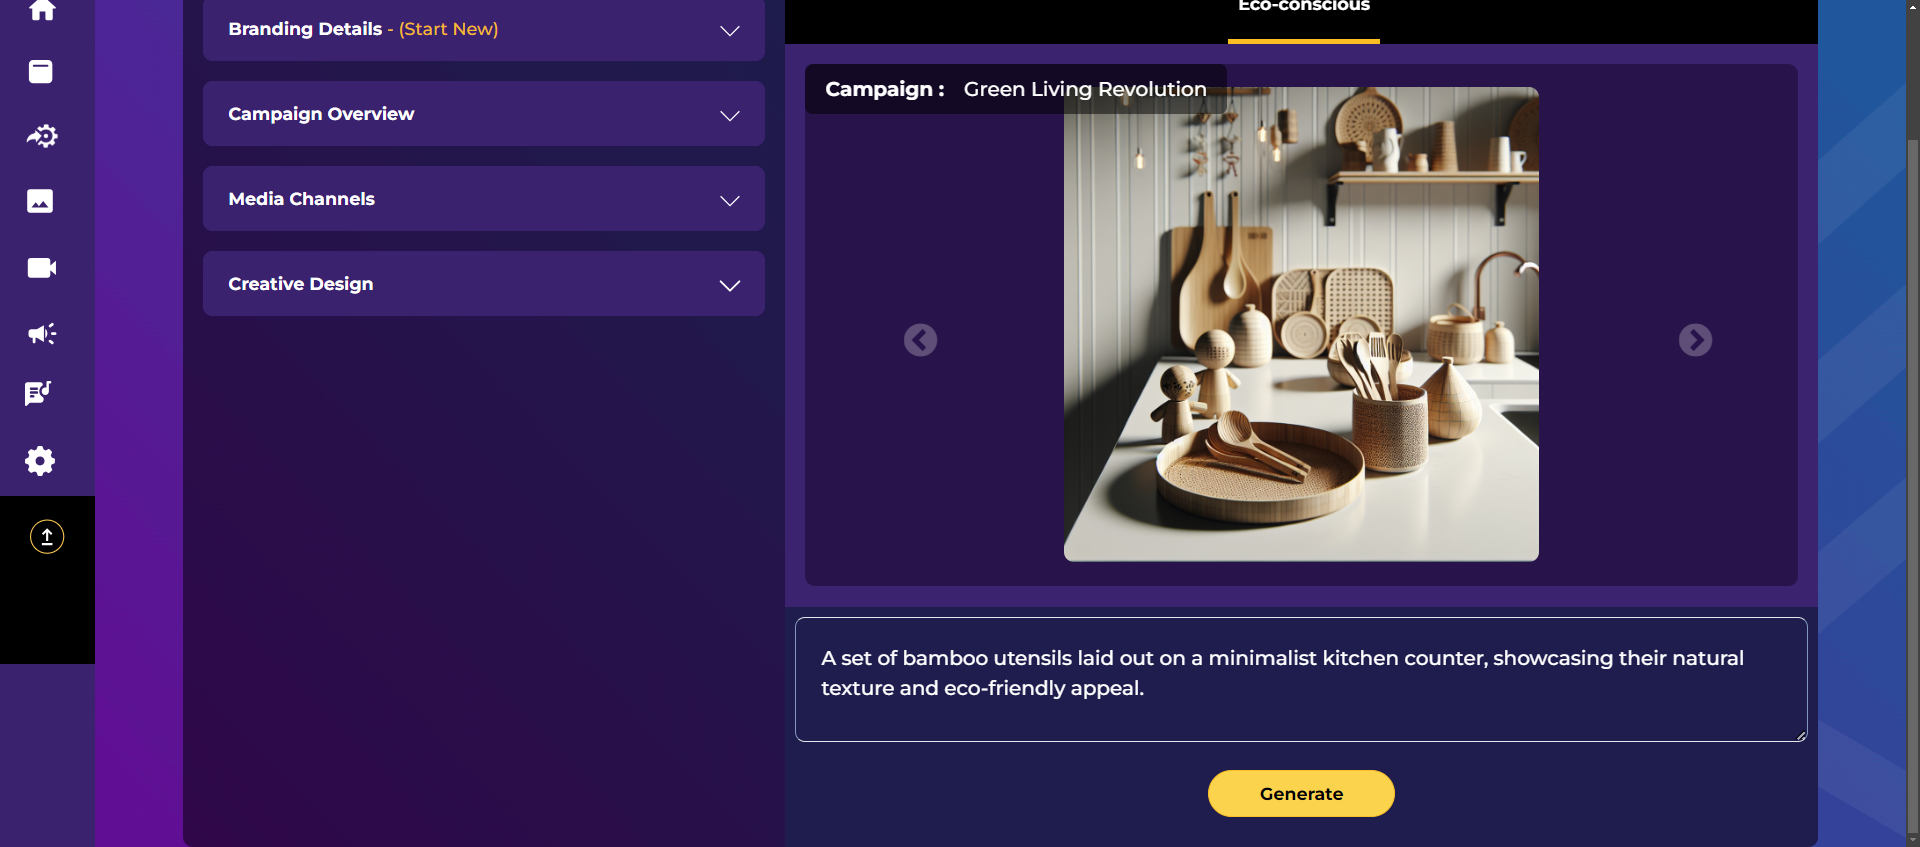 Branding Details - (Start New)
Campaign Overview
Media Channels
Creative Design
Eco-conscious
Campaign : Green Living Revolution
A set of bamboo utensils laid out on a minimalist kitchen counter, showcasing their natural
texture and eco-friendly appeal.
Generate